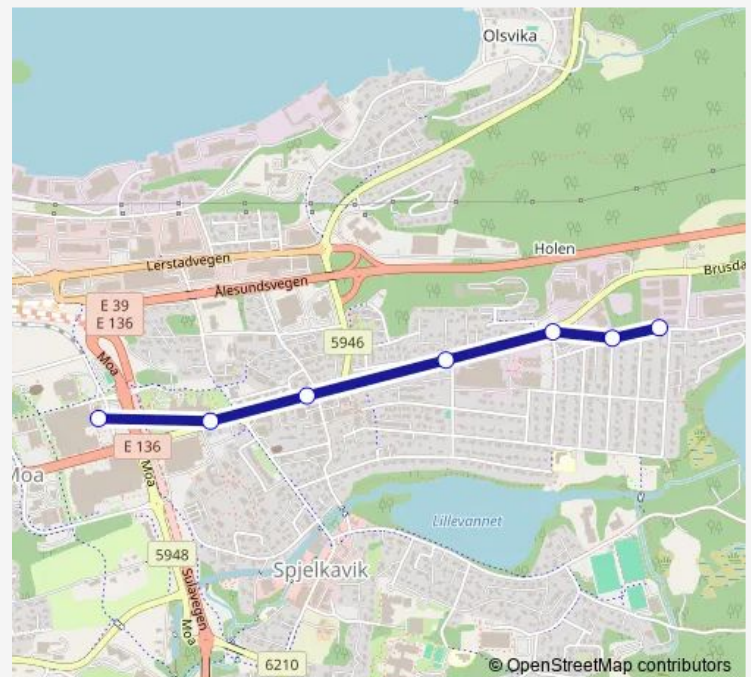 Olsvika
Holen
Lerstadvegen
Brusda
Ålesundsvegen
E 39
E 136
5946
Moa
E 136
Moa
Moa
Lillevannet
5948
Spjelkavik
Sulavegen
Moa
6210
© OpenStreetMap contributors